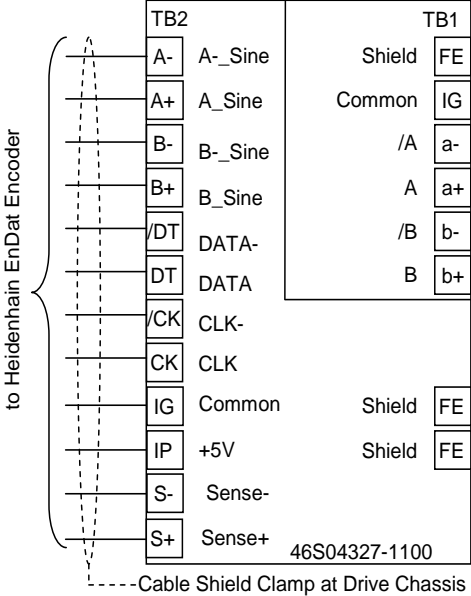 TB2 TB1
A- A-_Sine Shield FE
A+ A_Sine Common IG
B- B-_Sine /A a-
B+ B_Sine A a+
/DT DATA- /B b-
DT DATA B b+
/CK CLK-
CK CLK
IG Common Shield FE
IP +5V Shield FE
S- Sense-
S+ Sense+
46S04327-1100
to Heidenhain EnDat Encoder
Cable Shield Clamp at Drive Chassis